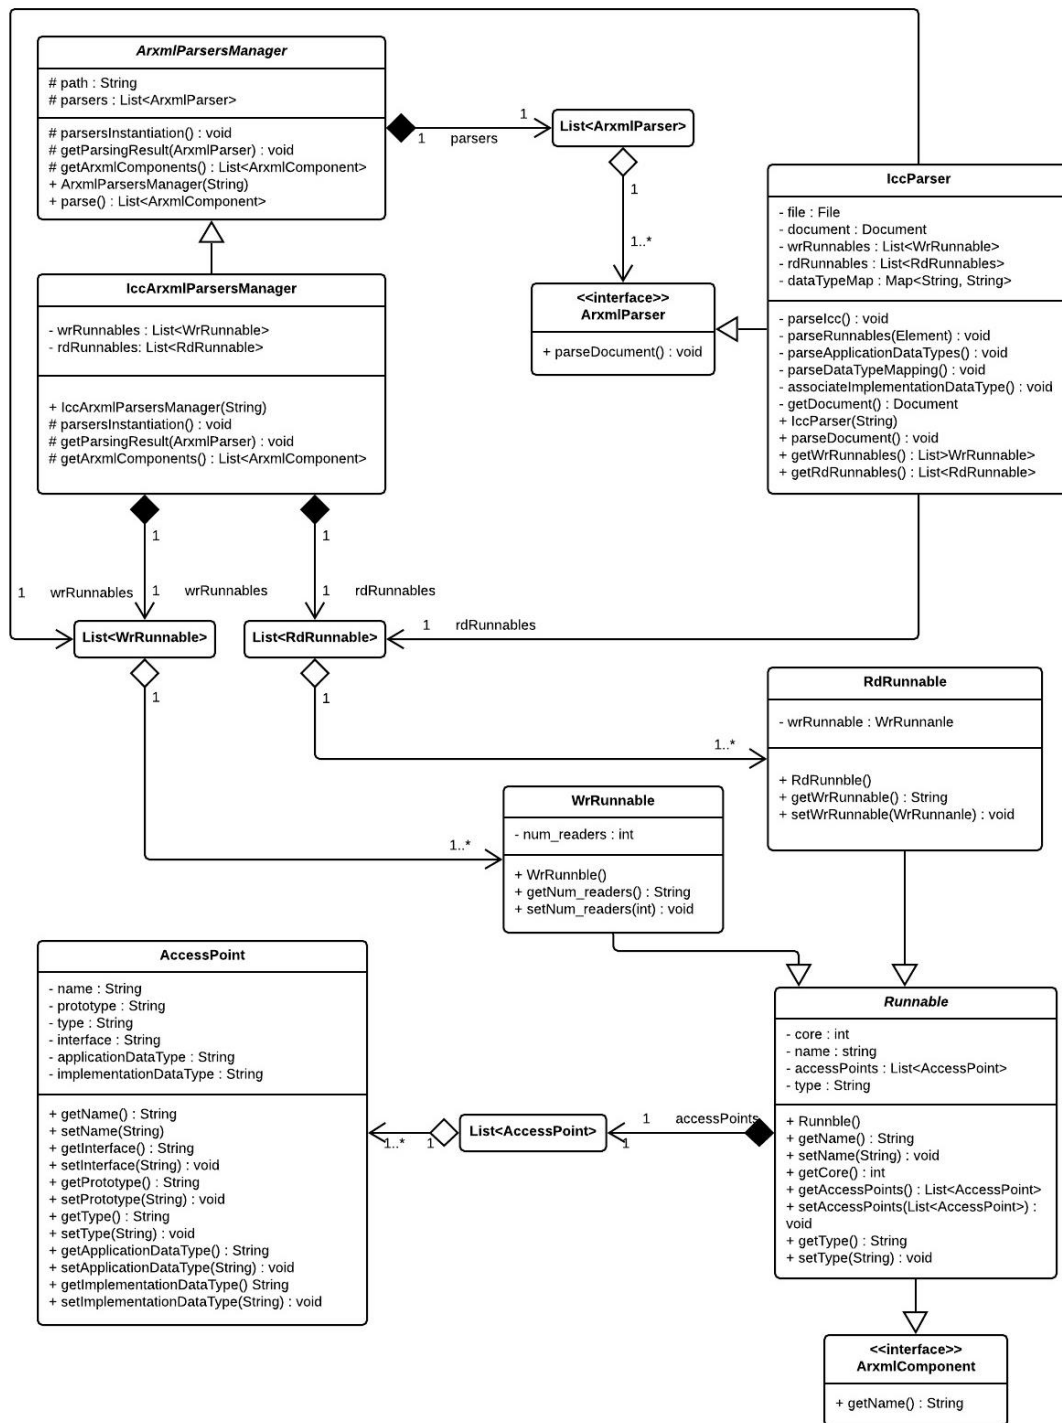 ArxmlParsersManager
# path : String
# parsers : List<ArxmlParser>
# parsersInstantiation() : void
# getParsingResult(ArxmlParser) : void
# getArxmlComponents() : List<ArxmlComponent>
+ ArxmlParsersManager(String)
+ parse() : List<ArxmlComponent>
1
1
parsers
List<ArxmlParser>
1
1..*
<<interface>>
ArxmlParser
+ parseDocument() : void
IccParser
- file : File
- document : Document
- wrRunnables : List<WrRunnable>
- rdRunnables : List<RdRunnables>
- dataTypeMap : Map<String, String>
- parseIcc() : void
- parseRunnables(Element) : void
- parseApplicationDataTypes() : void
- parseDataTypeMapping() : void
- associateImplementationDataType() : void
- getDocument() : Document
+ IccParser(String)
+ parseDocument() : void
+ getWrRunnables() : List>WrRunnable>
+ getRdRunnables() : List<RdRunnable>
IccArxmlParsersManager
- wrRunnables : List<WrRunnable>
- rdRunnables: List<RdRunnable>
+ IccArxmlParsersManager(String)
# parsersInstantiation() : void
# getParsingResult(ArxmlParser) : void
# getArxmlComponents() : List<ArxmlComponent>
1
1
1 wrRunnables
1 wrRunnables
1 rdRunnables
List<WrRunnable>
List<RdRunnable>
1 rdRunnables
1
1
1..*
1..*
RdRunnable
- wrRunnable : WrRunnanle
+ RdRunnble()
+ getWrRunnable() : String
+ setWrRunnable(WrRunnanle) : void
WrRunnable
- num_readers : int
+ WrRunnble()
+ getNum_readers() : String
+ setNum_readers(int) : void
AccessPoint
- name : String
- prototype : String
- type : String
- interface : String
- applicationDataType : String
- implementationDataType : String
+ getName() : String
+ setName(String)
+ getInterface() : String
+ setInterface(String) : void
+ getPrototype() : String
+ setPrototype(String) : void
+ getType() : String
+ setType(String) : void
+ getApplicationDataType() : String
+ setApplicationDataType(String) : void
+ getImplementationDataType() String
+ setImplementationDataType(String) : void
1..*
1
List<AccessPoint>
1 accessPoints
1
Runnable
- core : int
- name : string
- accessPoints : List<AccessPoint>
- type : String
+ Runnble()
+ getName() : String
+ setName(String) : void
+ getCore() : int
+ getAccessPoints() : List<AccessPoint>
+ setAccessPoints(List<AccessPoint>) :
void
+ getType() : String
+ setType(String) : void
<<interface>>
ArxmlComponent
+ getName() : String